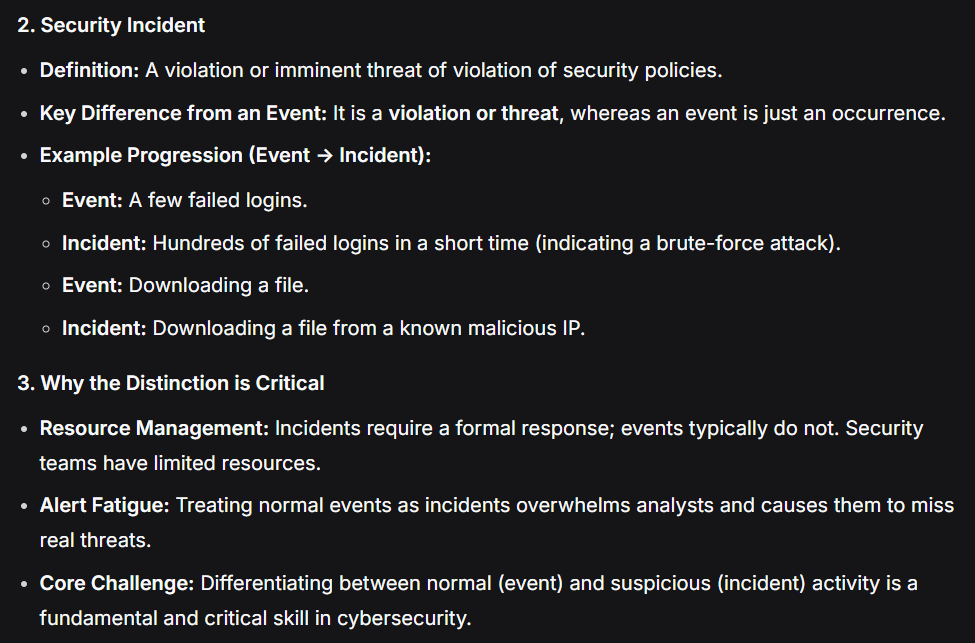 2. Security Incident
• Definition: A violation or imminent threat of violation of security policies.
• Key Difference from an Event: It is a violation or threat, whereas an event is just an occurrence.
• Example Progression (Event → Incident):
◦ Event: A few failed logins.
◦ Incident: Hundreds of failed logins in a short time (indicating a brute-force attack).
◦ Event: Downloading a file.
◦ Incident: Downloading a file from a known malicious IP.
3. Why the Distinction is Critical
• Resource Management: Incidents require a formal response; events typically do not. Security
teams have limited resources.
• Alert Fatigue: Treating normal events as incidents overwhelms analysts and causes them to miss
real threats.
• Core Challenge: Differentiating between normal (event) and suspicious (incident) activity is a
fundamental and critical skill in cybersecurity.